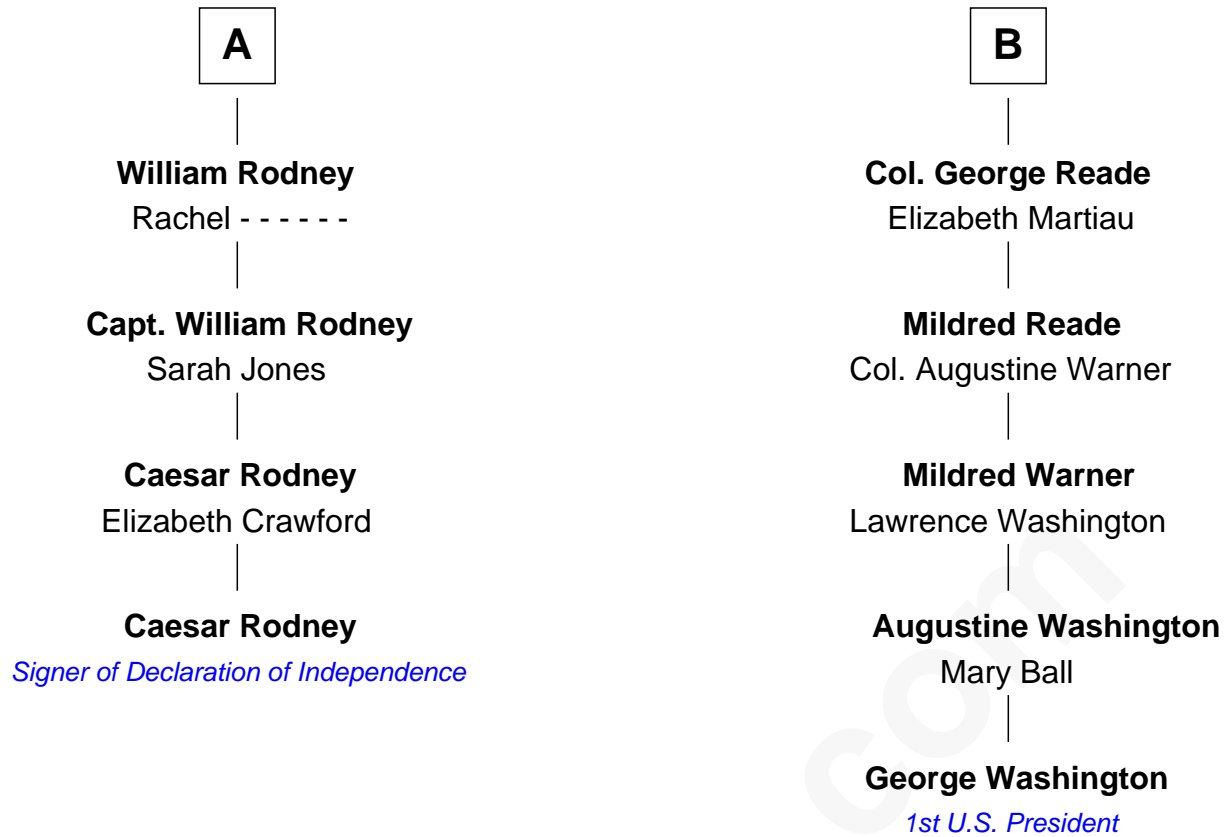 A
William Rodney
Rachel - - - - - -
Capt. William Rodney
Sarah Jones
Caesar Rodney
Elizabeth Crawford
Caesar Rodney
Signer of Declaration of Independence
B
Col. George Reade
Elizabeth Martiau
Mildred Reade
Col. Augustine Warner
Mildred Warner
Lawrence Washington
Augustine Washington
Mary Ball
George Washington
1st U.S. President
com